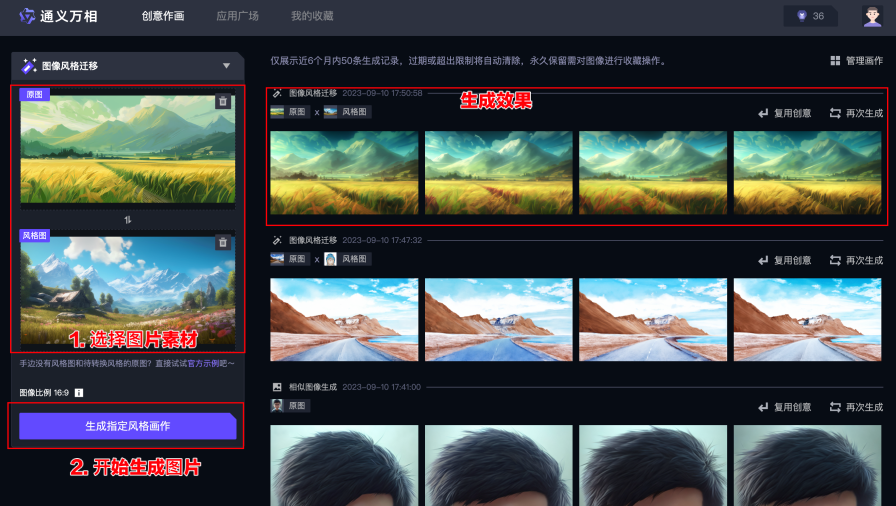 通义万相
创意作画
应用广场
我的收藏
36
图像风格迁移
原图
风格图
1. 选择图片素材
手边没有风格图和待转换风格的原图？直接试试官方示例吧～
图像比例 16:9
生成指定风格画作
2. 开始生成图片
仅展示近6个月内50条生成记录，过期或超出限制将自动清除，永久保留需对图像进行收藏操作。
管理画作
图像风格迁移 2023-09-10 17:50:58
生成效果
原图 x 风格图
复用创意 再次生成
图像风格迁移 2023-09-10 17:47:32
原图 x 风格图
复用创意 再次生成
相似图像生成 2023-09-10 17:41:00
原图
复用创意 再次生成